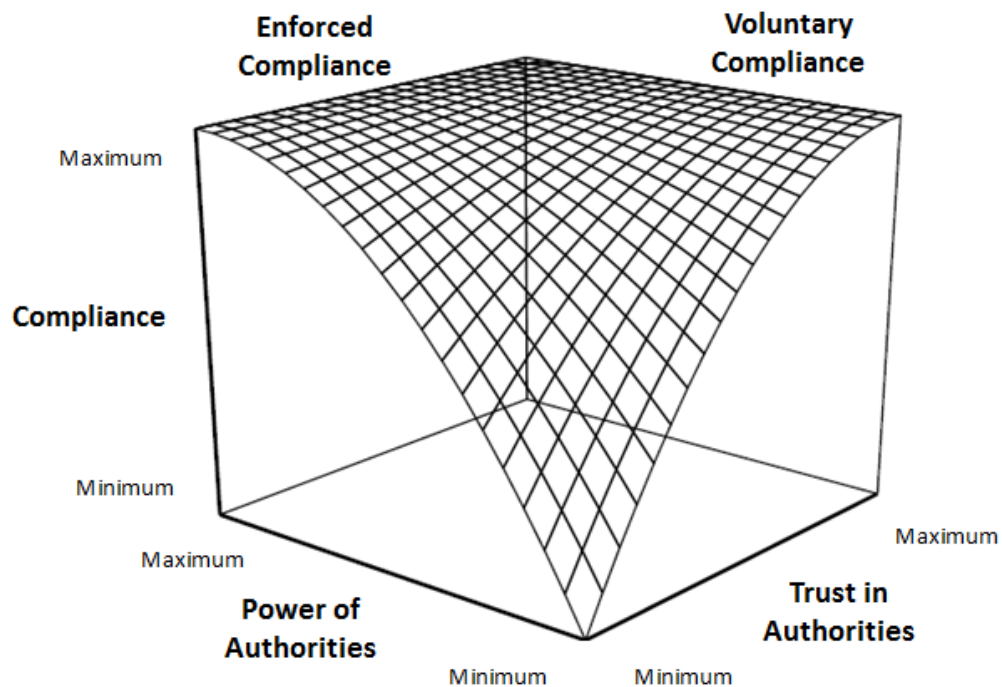 Enforced
Compliance
Voluntary
Compliance
Maximum
Compliance
Minimum
Maximum
Power of
Authorities
Minimum
Minimum
Trust in
Authorities
Maximum